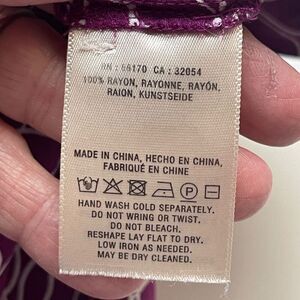 RN : 66170 CA : 32054
100% RAYON, RAYONNE, RAYÓN,
RAION, KUNSTSEIDE
MADE IN CHINA, HECHO EN CHINA,
FABRIQUÉ EN CHINE
HAND WASH COLD SEPARATELY.
DO NOT WRING OR TWIST.
DO NOT BLEACH.
RESHAPE LAY FLAT TO DRY.
LOW IRON AS NEEDED.
MAY BE DRY CLEANED.